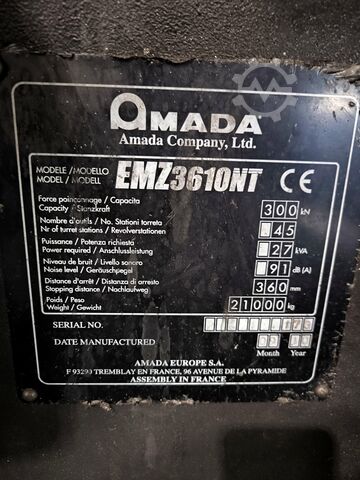 AMADA
Amada Company, Ltd.
MODELE/MODELLO
MODEL/MODELL
EMZ3610NT CE
Force poinçonnage / Capacita
Capacity / Stanzkraft
300 kN
Nombre d'outils / No. Stationi torreta
Nr of turret stations / Revolverstationen
45
Puissance / Potenza richiesta
Power required / Anschlussleistung
27 kVA
Niveau de bruit / Livello sonoro
Noise level / Geräuschpegel
91 dB (A)
Distance d'arrêt / Distanza di arresto
Stopping distance / Nachlaufweg
360 mm
Poids / Peso
Weight / Gewicht
21000 kg
SERIAL NO.
DATE MANUFACTURED
Month Year
AMADA EUROPE S.A.
F 93290 TREMBLAY EN FRANCE, 96 AVENUE DE LA PYRAMIDE
ASSEMBLY IN FRANCE